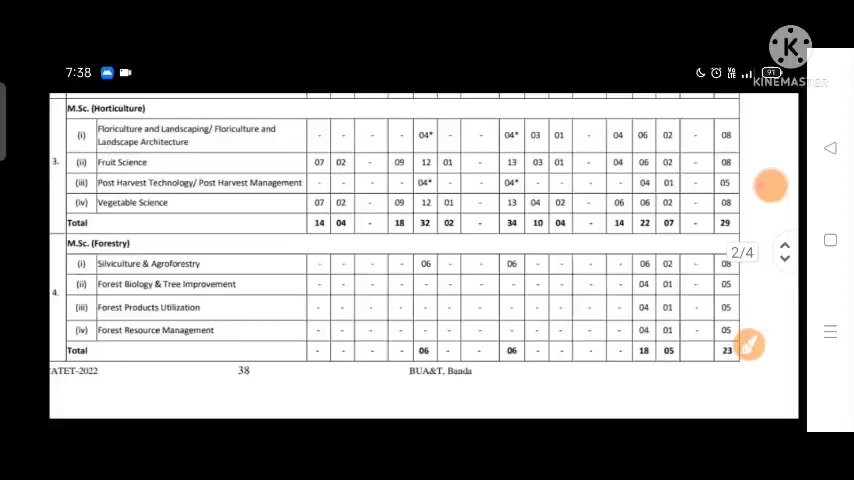 7:38
91
KINEMASTER
M.Sc. (Horticulture)
3. (i) Floriculture and Landscaping/ Floriculture and Landscape Architecture - - - - 04* - - 04* 03 01 - 04 06 02 - 08
(ii) Fruit Science 07 02 - 09 12 01 - 13 03 01 - 04 06 02 - 08
(iii) Post Harvest Technology/ Post Harvest Management - - - - 04* - - 04* - - - - 04 01 - 05
(iv) Vegetable Science 07 02 - 09 12 01 - 13 04 02 - 06 06 02 - 08
Total 14 04 - 18 32 02 - 34 10 04 - 14 22 07 - 29
M.Sc. (Forestry)
4. (i) Silviculture & Agroforestry - - - - 06 - - 06 - - - - 06 02 - 08
(ii) Forest Biology & Tree Improvement - - - - - - - - - - - - 04 01 - 05
(iii) Forest Products Utilization - - - - - - - - - - - - 04 01 - 05
(iv) Forest Resource Management - - - - - - - - - - - - 04 01 - 05
Total - - - - 06 - - 06 - - - - 18 05 23
2/4
ATET-2022 38 BUA&T, Banda